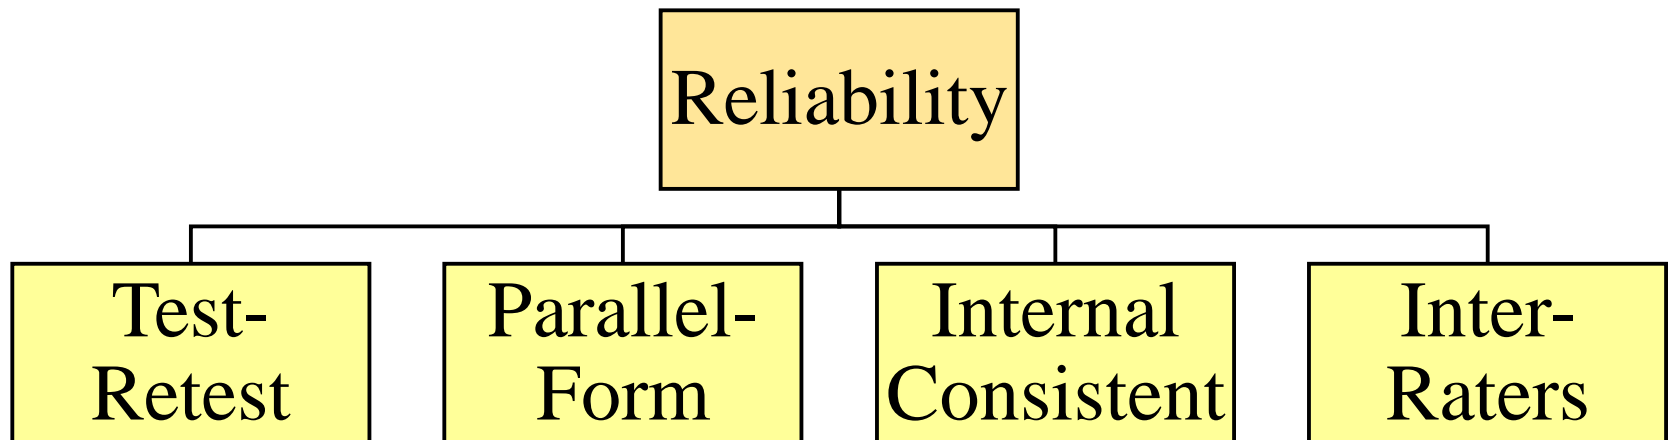 Reliability
Test-
Retest
Parallel-
Form
Internal
Consistent
Inter-
Raters